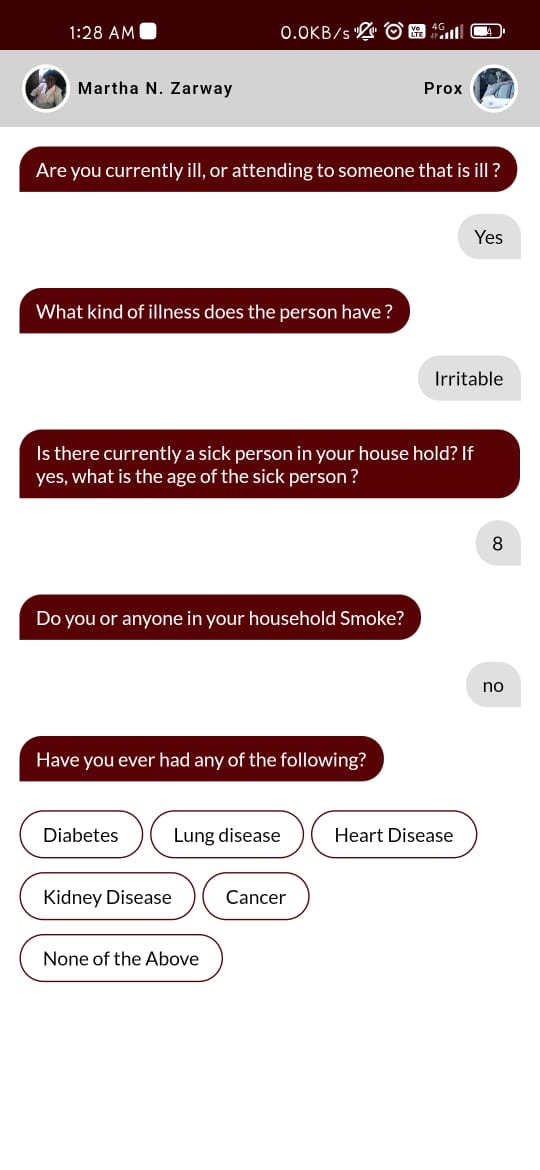 1:28 AM 0.0KB/s Vo LTE 4G
Martha N. Zarway Prox
Are you currently ill, or attending to someone that is ill ?
Yes
What kind of illness does the person have ?
Irritable
Is there currently a sick person in your house hold? If
yes, what is the age of the sick person ?
8
Do you or anyone in your household Smoke?
no
Have you ever had any of the following?
Diabetes Lung disease Heart Disease
Kidney Disease Cancer
None of the Above